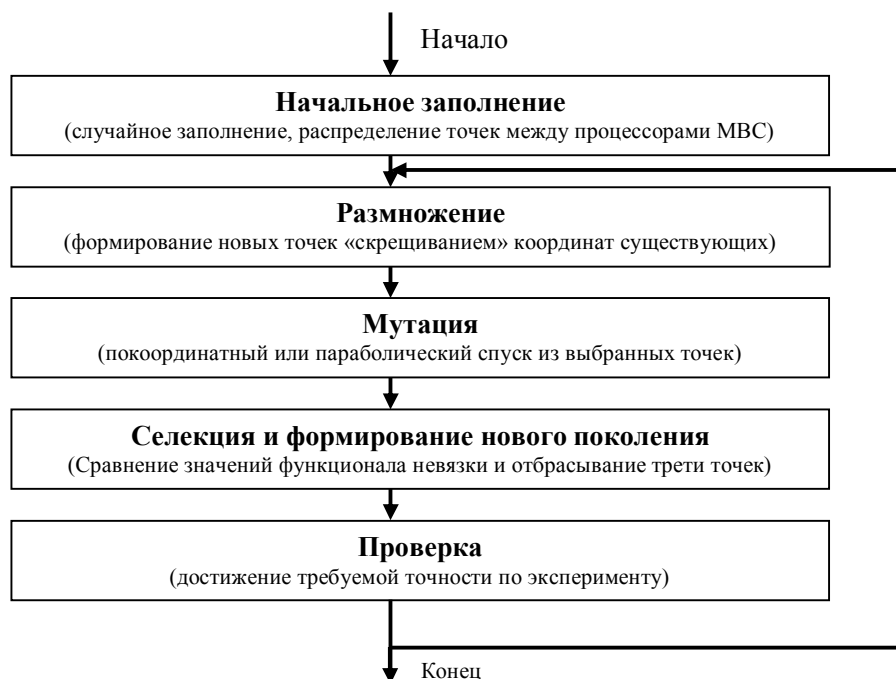 Начало
Начальное заполнение
(случайное заполнение, распределение точек между процессорами МВС)
Размножение
(формирование новых точек «скрещиванием» координат существующих)
Мутация
(покоординатный или параболический спуск из выбранных точек)
Селекция и формирование нового поколения
(Сравнение значений функционала невязки и отбрасывание трети точек)
Проверка
(достижение требуемой точности по эксперименту)
Конец